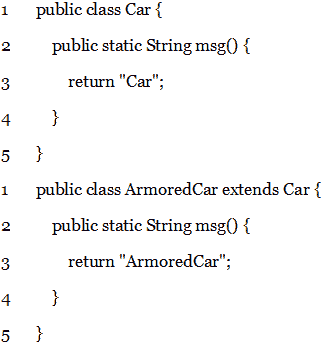 1 public class Car {
2 public static String msg() {
3 return "Car";
4 }
5 }
1 public class ArmoredCar extends Car {
2 public static String msg() {
3 return "ArmoredCar";
4 }
5 }